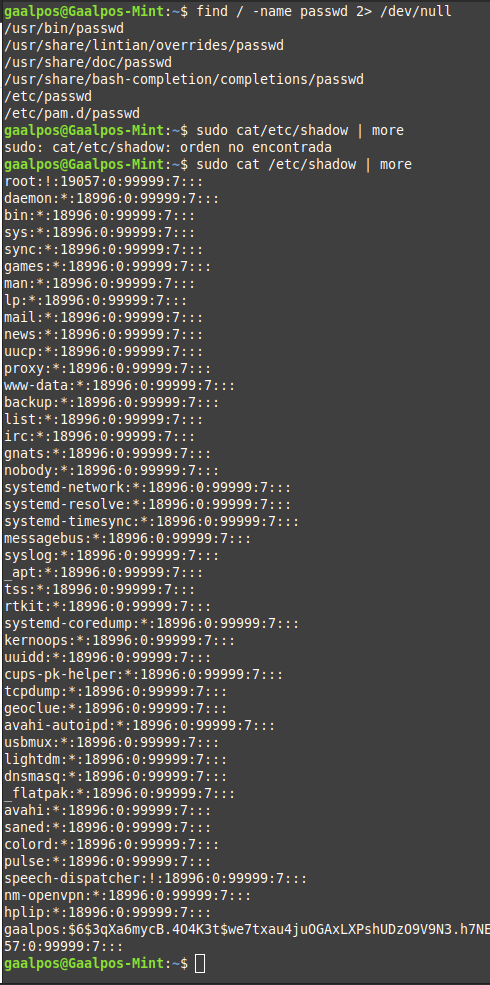 gaalpos@Gaalpos-Mint:~$ find / -name passwd 2> /dev/null
/usr/bin/passwd
/usr/share/lintian/overrides/passwd
/usr/share/doc/passwd
/usr/share/bash-completion/completions/passwd
/etc/passwd
/etc/pam.d/passwd
gaalpos@Gaalpos-Mint:~$ sudo cat/etc/shadow | more
sudo: cat/etc/shadow: orden no encontrada
gaalpos@Gaalpos-Mint:~$ sudo cat /etc/shadow | more
root:!:19057:0:99999:7:::
daemon:*:18996:0:99999:7:::
bin:*:18996:0:99999:7:::
sys:*:18996:0:99999:7:::
sync:*:18996:0:99999:7:::
games:*:18996:0:99999:7:::
man:*:18996:0:99999:7:::
lp:*:18996:0:99999:7:::
mail:*:18996:0:99999:7:::
news:*:18996:0:99999:7:::
uucp:*:18996:0:99999:7:::
proxy:*:18996:0:99999:7:::
www-data:*:18996:0:99999:7:::
backup:*:18996:0:99999:7:::
list:*:18996:0:99999:7:::
irc:*:18996:0:99999:7:::
gnats:*:18996:0:99999:7:::
nobody:*:18996:0:99999:7:::
systemd-network:*:18996:0:99999:7:::
systemd-resolve:*:18996:0:99999:7:::
systemd-timesync:*:18996:0:99999:7:::
messagebus:*:18996:0:99999:7:::
syslog:*:18996:0:99999:7:::
_apt:*:18996:0:99999:7:::
tss:*:18996:0:99999:7:::
rtkit:*:18996:0:99999:7:::
systemd-coredump:*:18996:0:99999:7:::
kernoops:*:18996:0:99999:7:::
uuidd:*:18996:0:99999:7:::
cups-pk-helper:*:18996:0:99999:7:::
tcpdump:*:18996:0:99999:7:::
geoclue:*:18996:0:99999:7:::
avahi-autoipd:*:18996:0:99999:7:::
usbmux:*:18996:0:99999:7:::
lightdm:*:18996:0:99999:7:::
dnsmasq:*:18996:0:99999:7:::
_flatpak:*:18996:0:99999:7:::
avahi:*:18996:0:99999:7:::
saned:*:18996:0:99999:7:::
colord:*:18996:0:99999:7:::
pulse:*:18996:0:99999:7:::
speech-dispatcher:!:18996:0:99999:7:::
nm-openvpn:*:18996:0:99999:7:::
hplip:*:18996:0:99999:7:::
gaalpos:$6$3qXa6mycB.4O4K3t$we7txau4juOGAxLXPshUDzO9V9N3.h7NE
57:0:99999:7:::
gaalpos@Gaalpos-Mint:~$